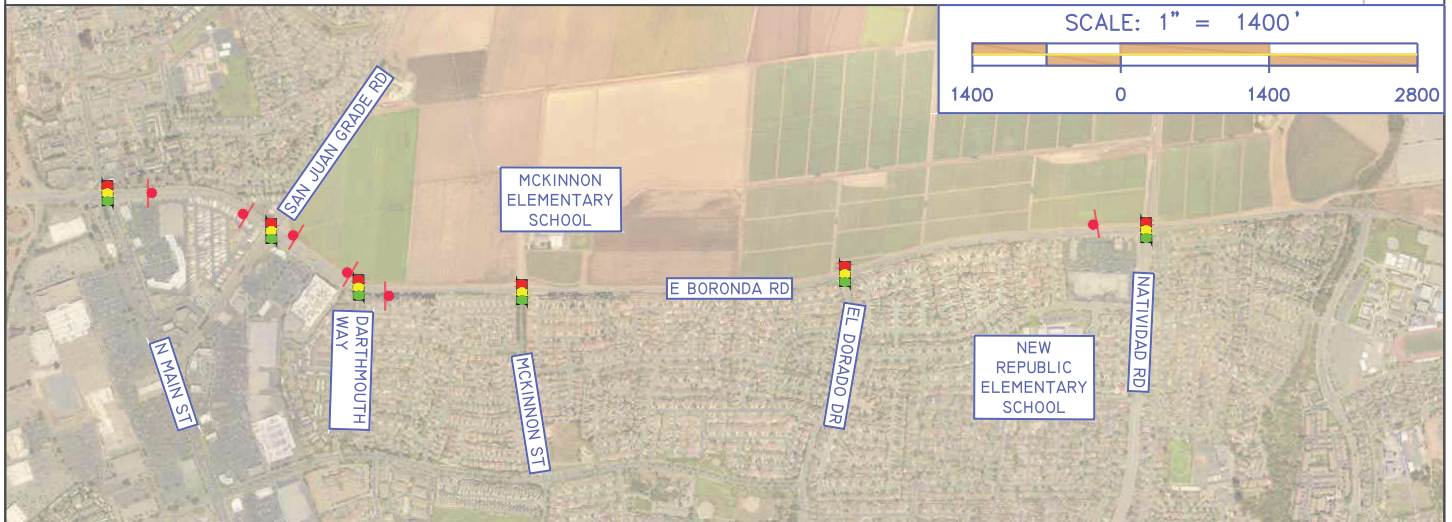 SCALE: 1" = 1400'
1400 0 1400 2800
SAN JUAN GRADE RD
MCKINNON
ELEMENTARY
SCHOOL
E BORONDA RD
N MAIN ST
DARTHMOUTH
WAY
MCKINNON ST
EL DORADO DR
NEW
REPUBLIC
ELEMENTARY
SCHOOL
NATIVIDAD RD